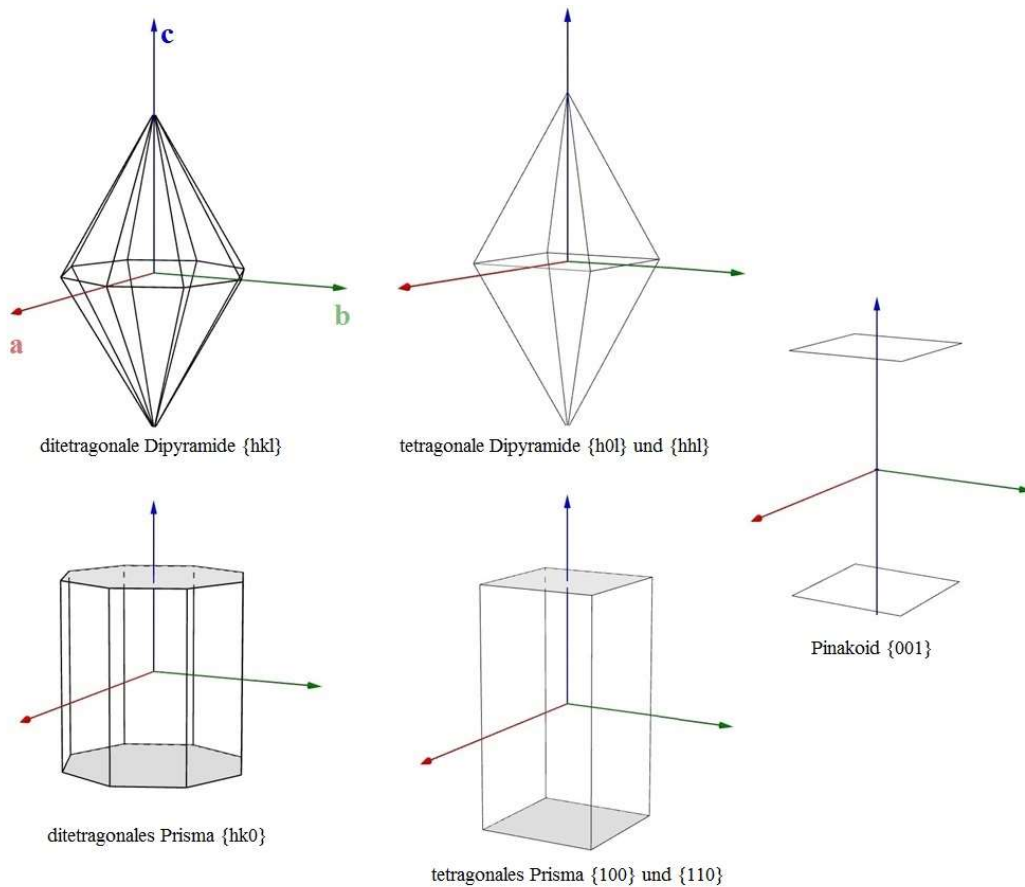 c
b
a
ditetragonale Dipyramide {hkl}
tetragonale Dipyramide {h0l} und {hhl}
Pinakoid {001}
ditetragonales Prisma {hk0}
tetragonales Prisma {100} und {110}